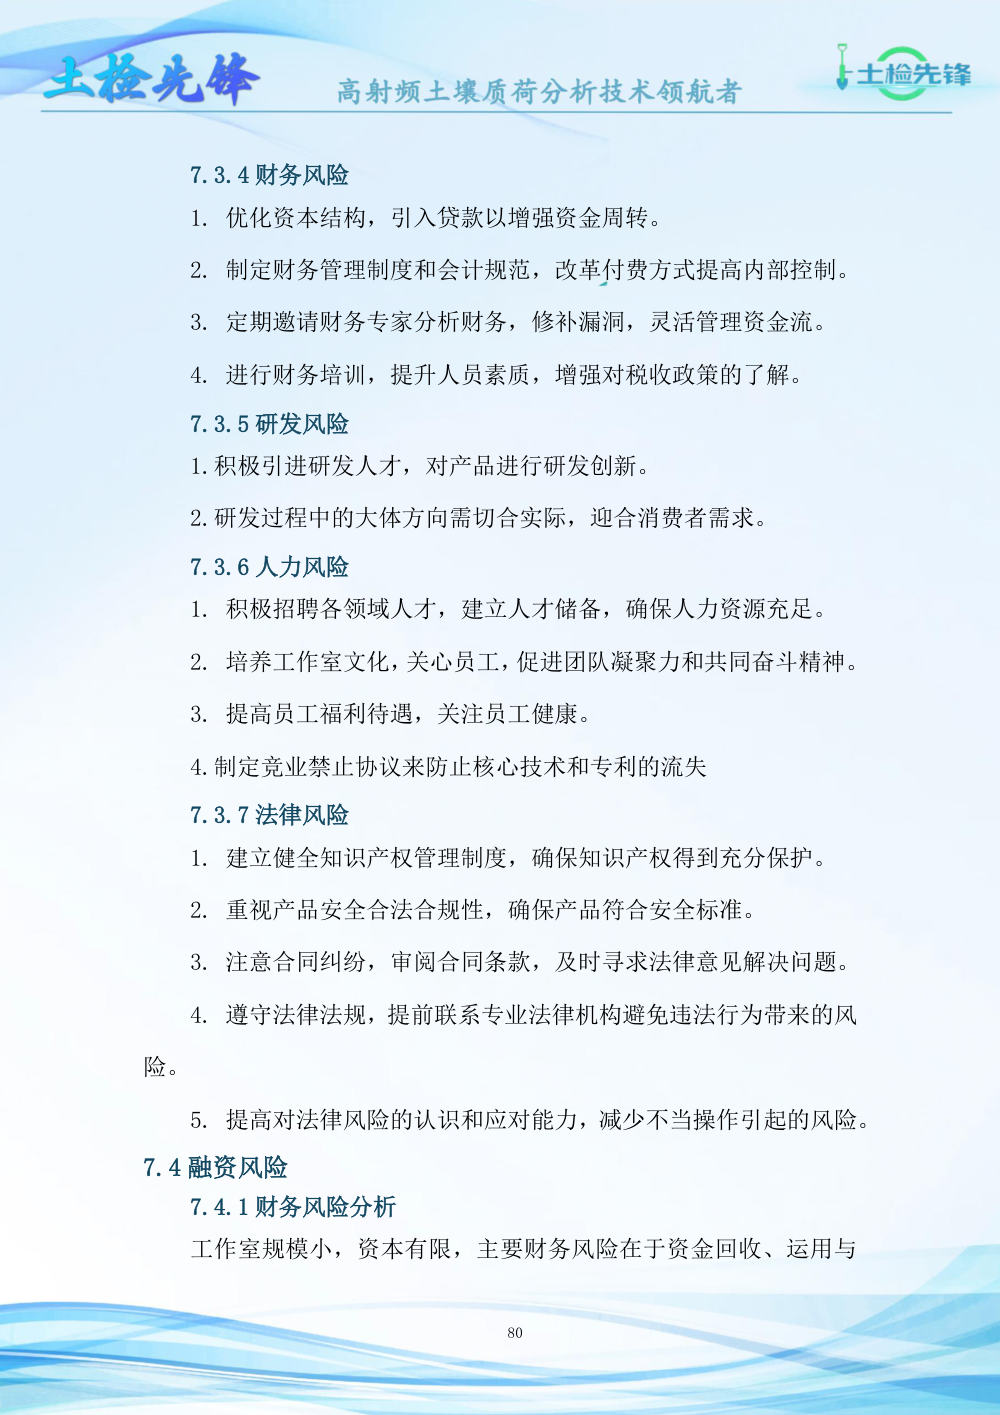 土检先锋
高射频土壤质荷分析技术领航者
土检先锋
7.3.4 财务风险
1. 优化资本结构，引入贷款以增强资金周转。
2. 制定财务管理制度和会计规范，改革付费方式提高内部控制。
3. 定期邀请财务专家分析财务，修补漏洞，灵活管理资金流。
4. 进行财务培训，提升人员素质，增强对税收政策的了解。
7.3.5 研发风险
1.积极引进研发人才，对产品进行研发创新。
2.研发过程中的大体方向需切合实际，迎合消费者需求。
7.3.6 人力风险
1. 积极招聘各领域人才，建立人才储备，确保人力资源充足。
2. 培养工作室文化，关心员工，促进团队凝聚力和共同奋斗精神。
3. 提高员工福利待遇，关注员工健康。
4.制定竞业禁止协议来防止核心技术和专利的流失
7.3.7 法律风险
1. 建立健全知识产权管理制度，确保知识产权得到充分保护。
2. 重视产品安全合法合规性，确保产品符合安全标准。
3. 注意合同纠纷，审阅合同条款，及时寻求法律意见解决问题。
4. 遵守法律法规，提前联系专业法律机构避免违法行为带来的风
险。
5. 提高对法律风险的认识和应对能力，减少不当操作引起的风险。
7.4 融资风险
7.4.1 财务风险分析
工作室规模小，资本有限，主要财务风险在于资金回收、运用与
80